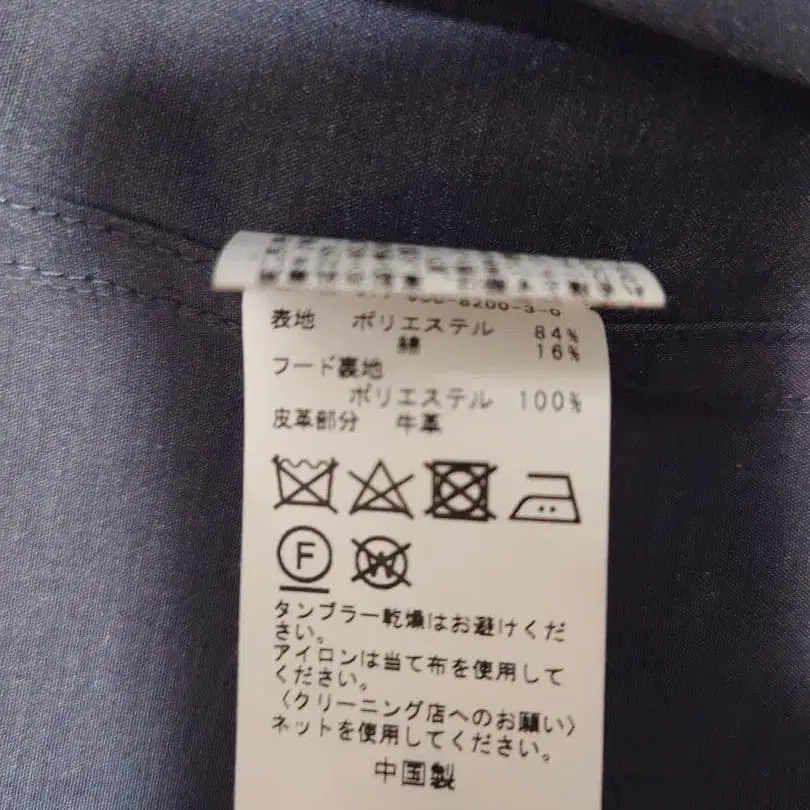 8200-3-6
表地 ポリエステル 84%
綿 16%
フード裏地
ポリエステル 100%
皮革部分 牛革
F
W
タンブラー乾燥はお避けくだ
さい。
アイロンは当て布を使用して
ください。
〈クリーニング店へのお願い〉
ネットを使用してください。
中国製